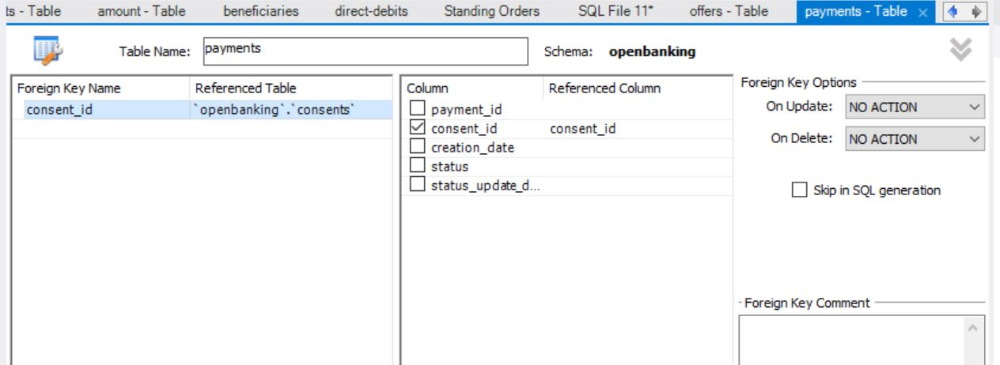 ts - Table amount - Table beneficiaries direct-debits Standing Orders SQL File 11* offers - Table payments - Table ×
Table Name: payments Schema: openbanking
Foreign Key Name Referenced Table
consent_id `openbanking`.`consents`
Column Referenced Column
payment_id
consent_id consent_id
creation_date
status
status_update_d...
Foreign Key Options
On Update: NO ACTION
On Delete: NO ACTION
Skip in SQL generation
Foreign Key Comment